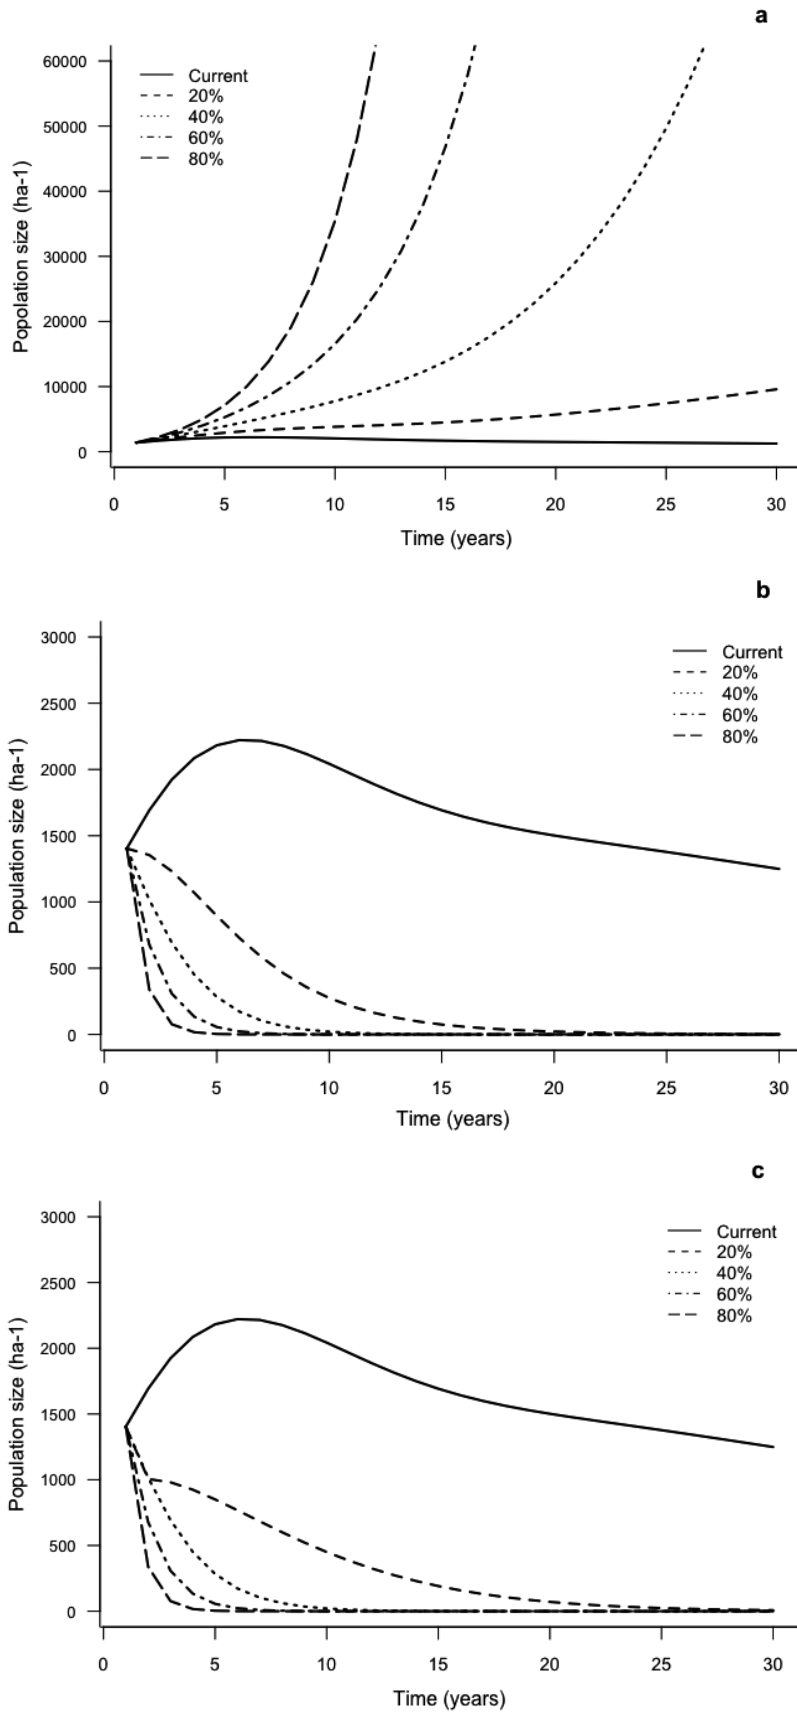 a
60000
50000
40000
30000
20000
10000
0
Popolation size (ha-1)
Current
20%
40%
60%
80%
0 5 10 15 20 25 30
Time (years)
b
3000
2500
2000
1500
1000
500
0
Population size (ha-1)
Current
20%
40%
60%
80%
0 5 10 15 20 25 30
Time (years)
c
3000
2500
2000
1500
1000
500
0
Population size (ha-1)
Current
20%
40%
60%
80%
0 5 10 15 20 25 30
Time (years)